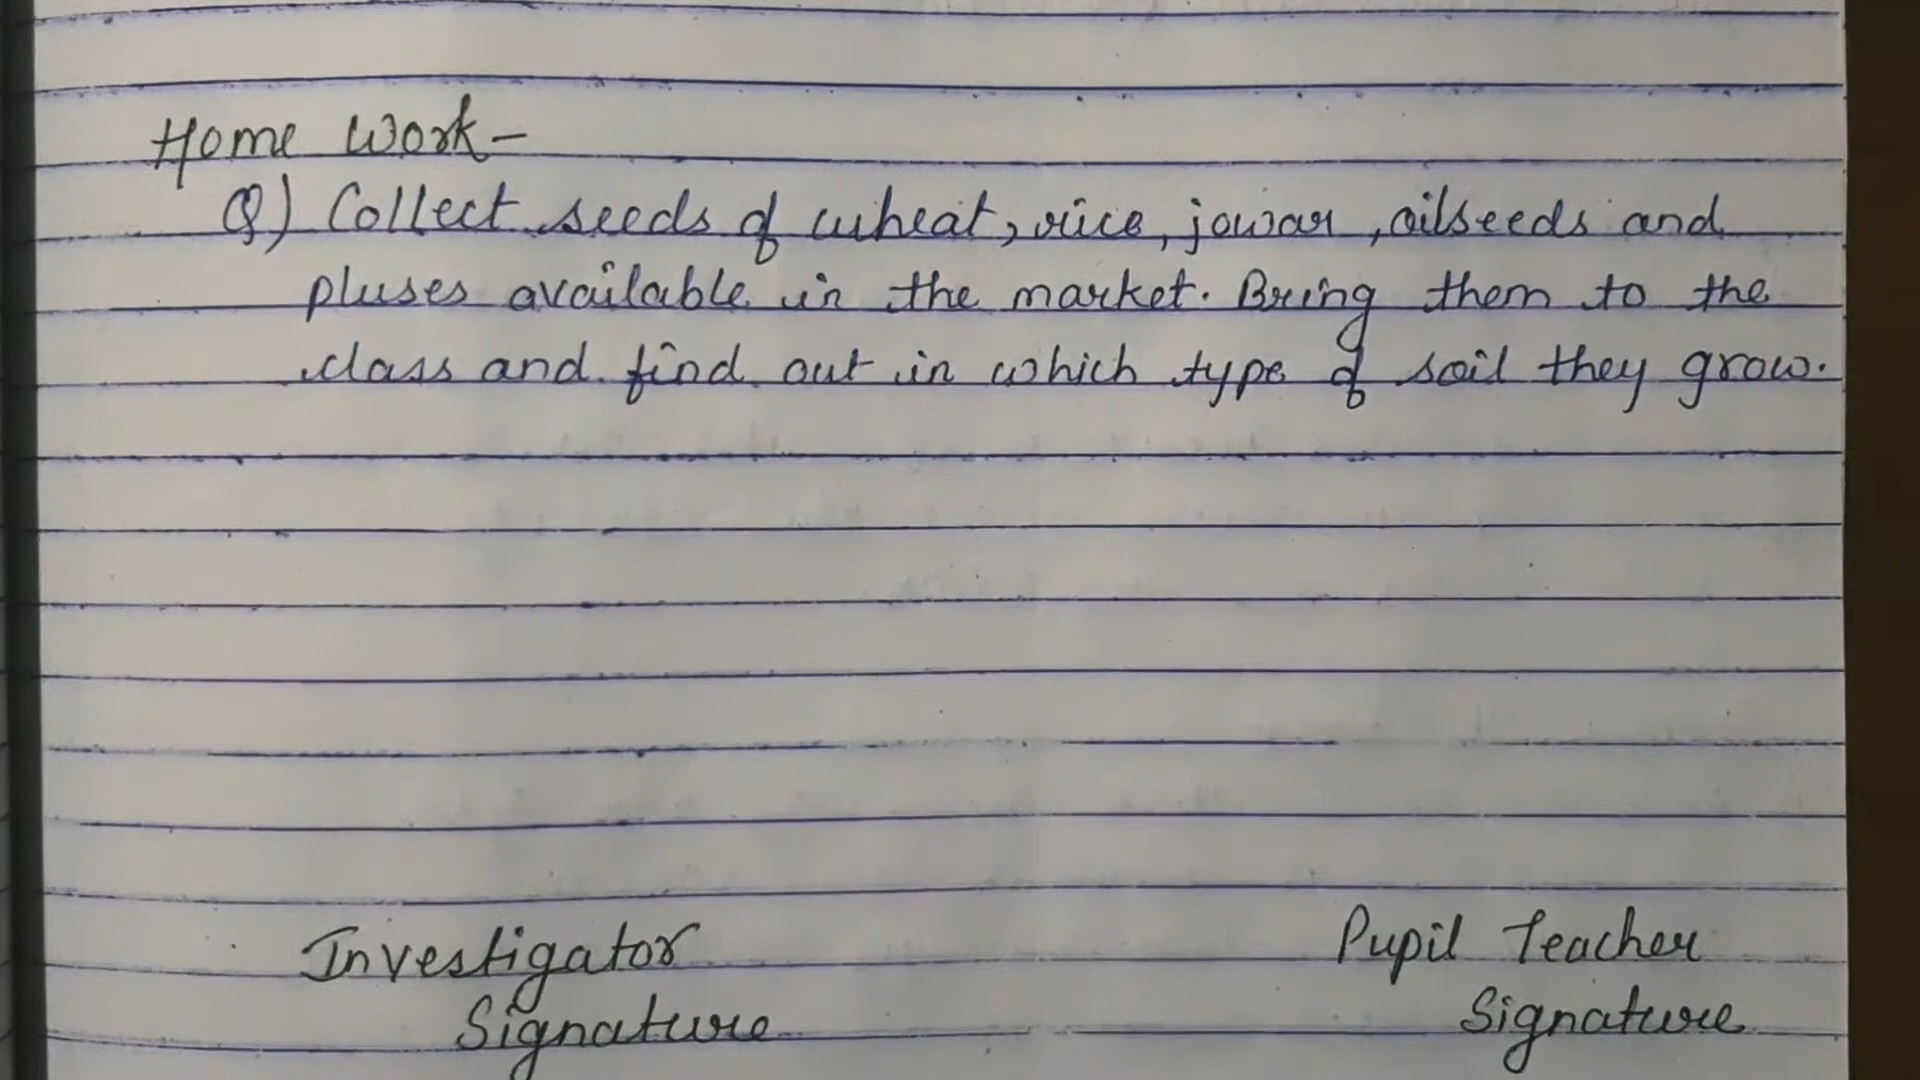 Home Work-
Q) Collect seeds of wheat, rice, jowar, oilseeds and
pluses available in the market. Bring them to the
class and find out in which type of soil they grow.
Investigator
Signature
Pupil Teacher
Signature